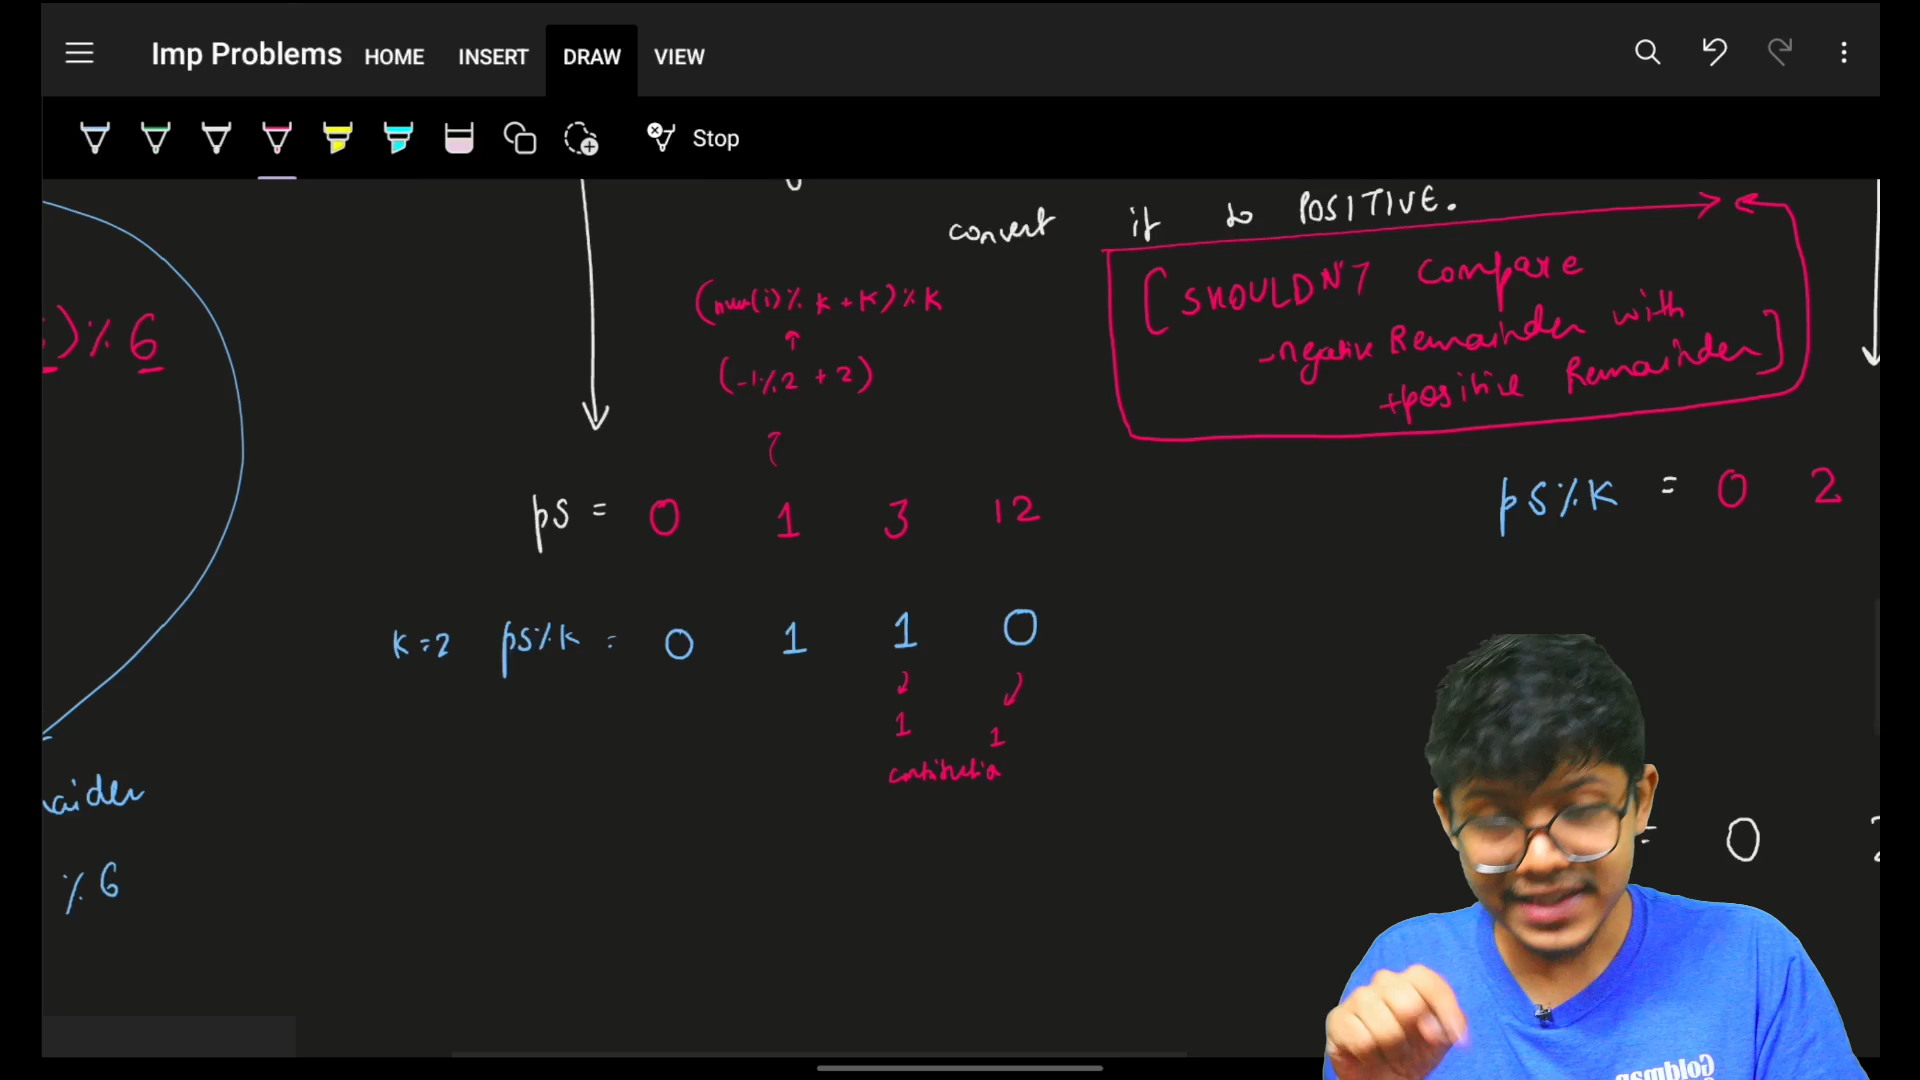 Imp Problems HOME INSERT DRAW VIEW
Stop
convert it to POSITIVE.
[SHOULDN'T compare
-negative Remainder with
+positive Remainder]
(num(i)%k + k)%k
(-1%2 + 2)
)%6
ps = 0 1 3 12
ps%k = 0 2
k=2 ps%k = 0 1 1 0
1 1
= 0
%6